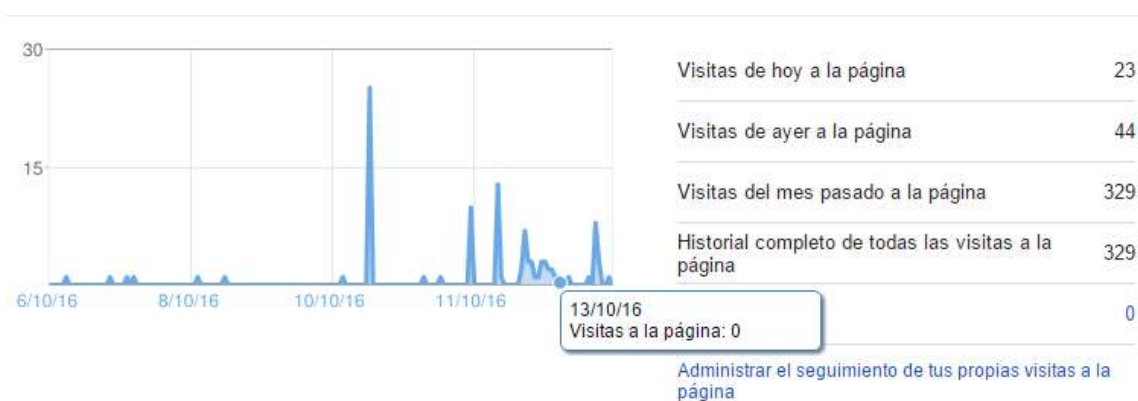 30
15
6/10/16
8/10/16
10/10/16
11/10/16
13/10/16
Visitas a la página: 0
Visitas de hoy a la página 23
Visitas de ayer a la página 44
Visitas del mes pasado a la página 329
Historial completo de todas las visitas a la
página 329
0
Administrar el seguimiento de tus propias visitas a la
página